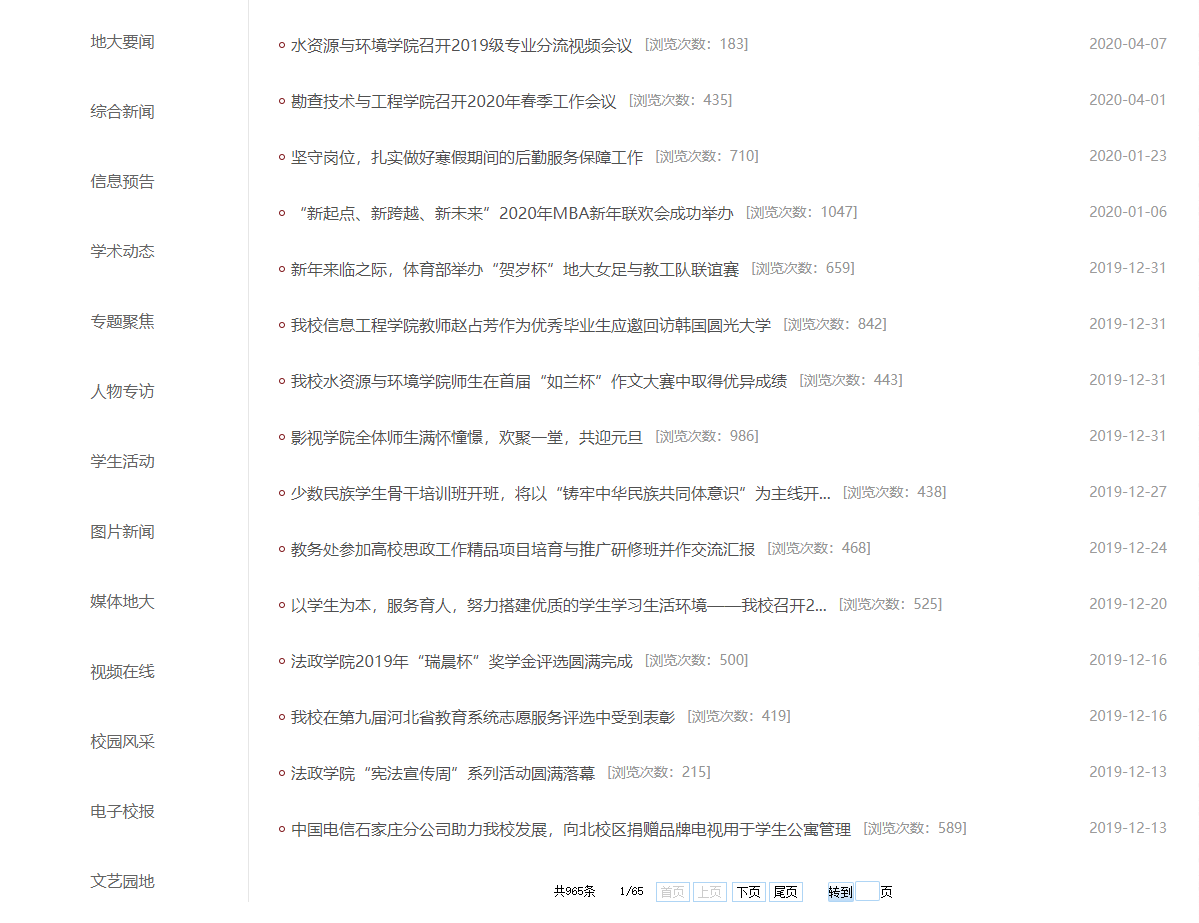 地大要闻
综合新闻
信息预告
学术动态
专题聚焦
人物专访
学生活动
图片新闻
媒体地大
视频在线
校园风采
电子校报
文艺园地
水资源与环境学院召开2019级专业分流视频会议 [浏览次数：183] 2020-04-07
勘查技术与工程学院召开2020年春季工作会议 [浏览次数：435] 2020-04-01
坚守岗位，扎实做好寒假期间的后勤服务保障工作 [浏览次数：710] 2020-01-23
“新起点、新跨越、新未来”2020年MBA新年联欢会成功举办 [浏览次数：1047] 2020-01-06
新年来临之际，体育部举办“贺岁杯”地大女足与教工队联谊赛 [浏览次数：659] 2019-12-31
我校信息工程学院教师赵占芳作为优秀毕业生应邀回访韩国圆光大学 [浏览次数：842] 2019-12-31
我校水资源与环境学院师生在首届“如兰杯”作文大赛中取得优异成绩 [浏览次数：443] 2019-12-31
影视学院全体师生满怀憧憬，欢聚一堂，共迎元旦 [浏览次数：986] 2019-12-31
少数民族学生骨干培训班开班，将以“铸牢中华民族共同体意识”为主线开... [浏览次数：438] 2019-12-27
教务处参加高校思政工作精品项目培育与推广研修班并作交流汇报 [浏览次数：468] 2019-12-24
以学生为本，服务育人，努力搭建优质的学生学习生活环境——我校召开2... [浏览次数：525] 2019-12-20
法政学院2019年“瑞晨杯”奖学金评选圆满完成 [浏览次数：500] 2019-12-16
我校在第九届河北省教育系统志愿服务评选中受到表彰 [浏览次数：419] 2019-12-16
法政学院“宪法宣传周”系列活动圆满落幕 [浏览次数：215] 2019-12-13
中国电信石家庄分公司助力我校发展，向北校区捐赠品牌电视用于学生公寓管理 [浏览次数：589] 2019-12-13
共965条 1/65 首页 上页 下页 尾页 转到 页